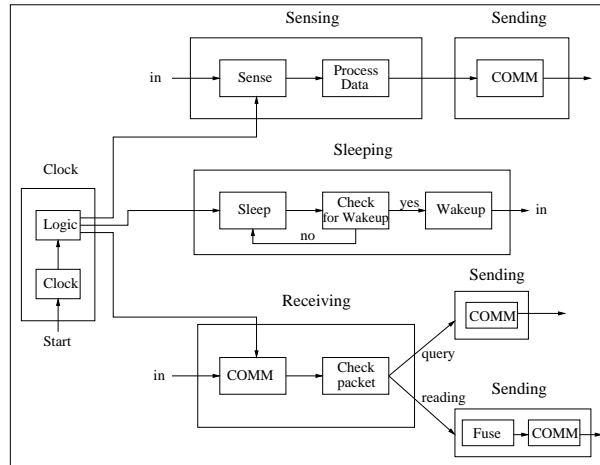 Sensing
Sending
in
Sense
Process
Data
COMM
Sleeping
Clock
Logic
Clock
Start
Sleep
Check
for Wakeup
yes
Wakeup
in
no
Receiving
in
COMM
Check
packet
query
reading
Sending
COMM
Sending
Fuse
COMM